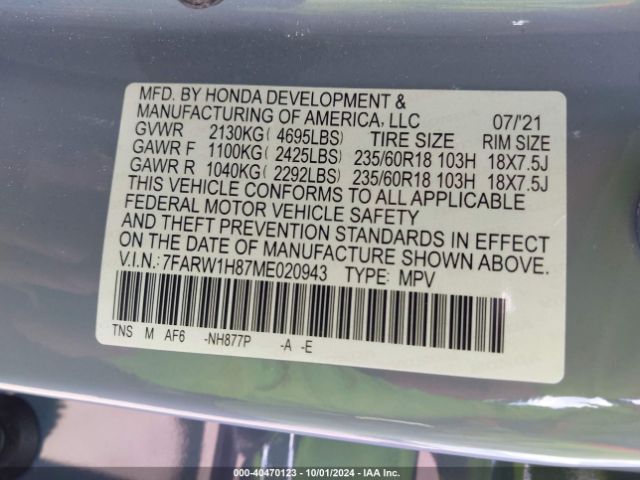 MFD. BY HONDA DEVELOPMENT &
MANUFACTURING OF AMERICA, LLC 07/'21
GVWR 2130KG (4695LBS) TIRE SIZE RIM SIZE
GAWR F 1100KG (2425LBS) 235/60R18 103H 18X7.5J
GAWR R 1040KG (2292LBS) 235/60R18 103H 18X7.5J
THIS VEHICLE CONFORMS TO ALL APPLICABLE
FEDERAL MOTOR VEHICLE SAFETY
AND THEFT PREVENTION STANDARDS IN EFFECT
ON THE DATE OF MANUFACTURE SHOWN ABOVE.
V.I.N.: 7FARW1H87ME020943 TYPE: MPV
TNS M AF6 -NH877P -A -E
000-40470123 - 10/01/2024 - IAA Inc.